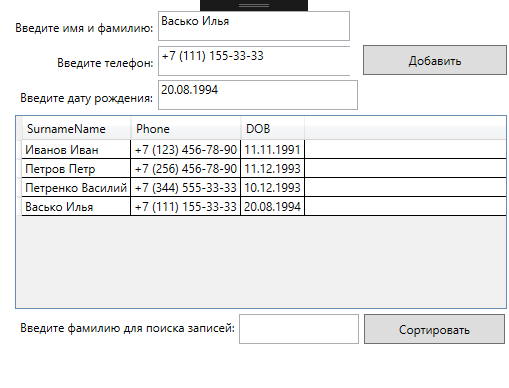 Введите имя и фамилию: Васько Илья
Введите телефон: +7 (111) 155-33-33 Добавить
Введите дату рождения: 20.08.1994
SurnameName Phone DOB
Иванов Иван +7 (123) 456-78-90 11.11.1991
Петров Петр +7 (256) 456-78-90 11.12.1993
Петренко Василий +7 (344) 555-33-33 10.12.1993
Васько Илья +7 (111) 155-33-33 20.08.1994
Введите фамилию для поиска записей: Сортировать